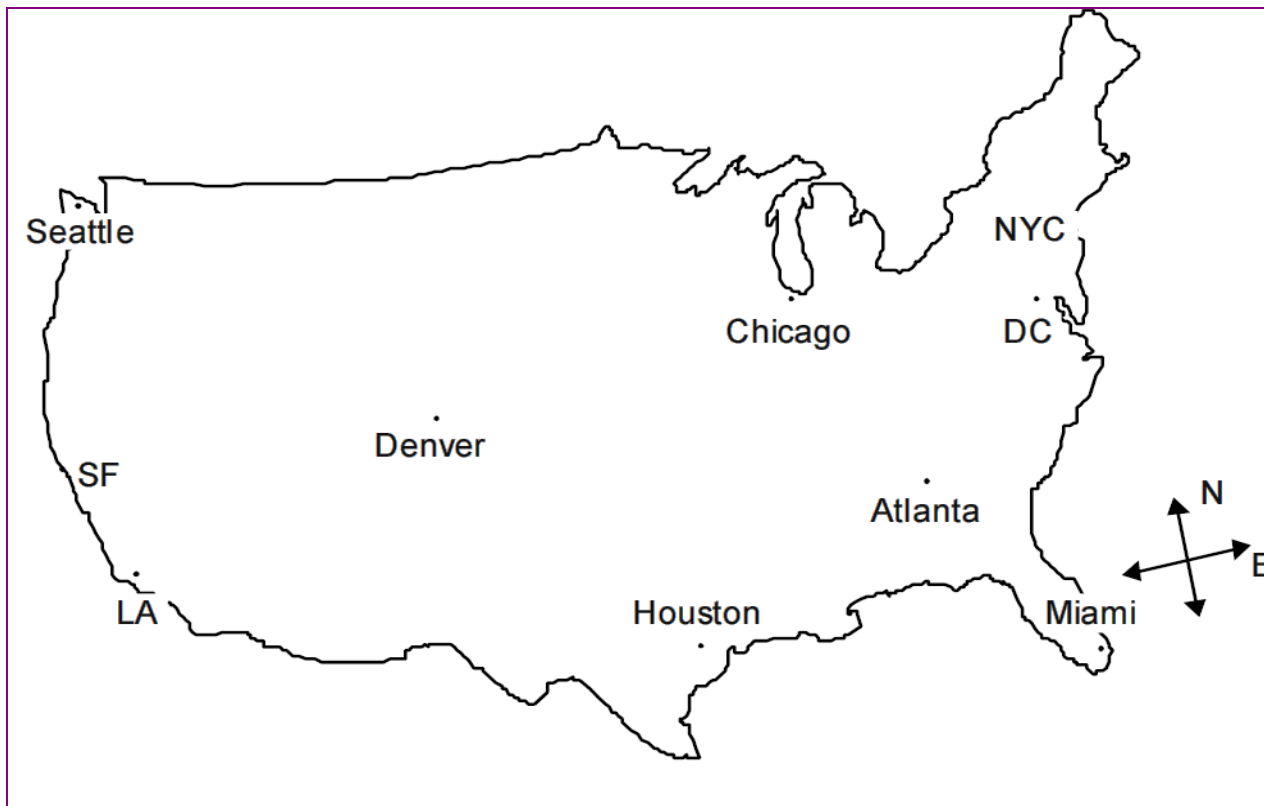 Seattle
NYC
Chicago
DC
Denver
SF
N
Atlanta
E
LA
Houston
Miami